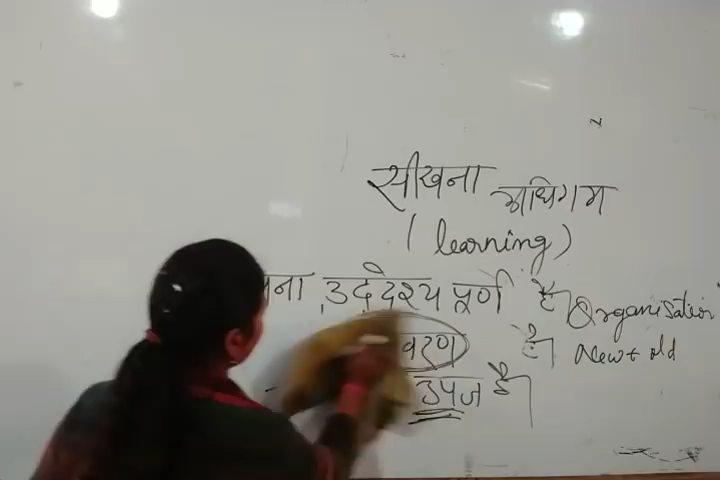 सीखना अधिगम
(learning)
उद्देश्य पूर्ण है। Organisation
है। New + old
उपज है।